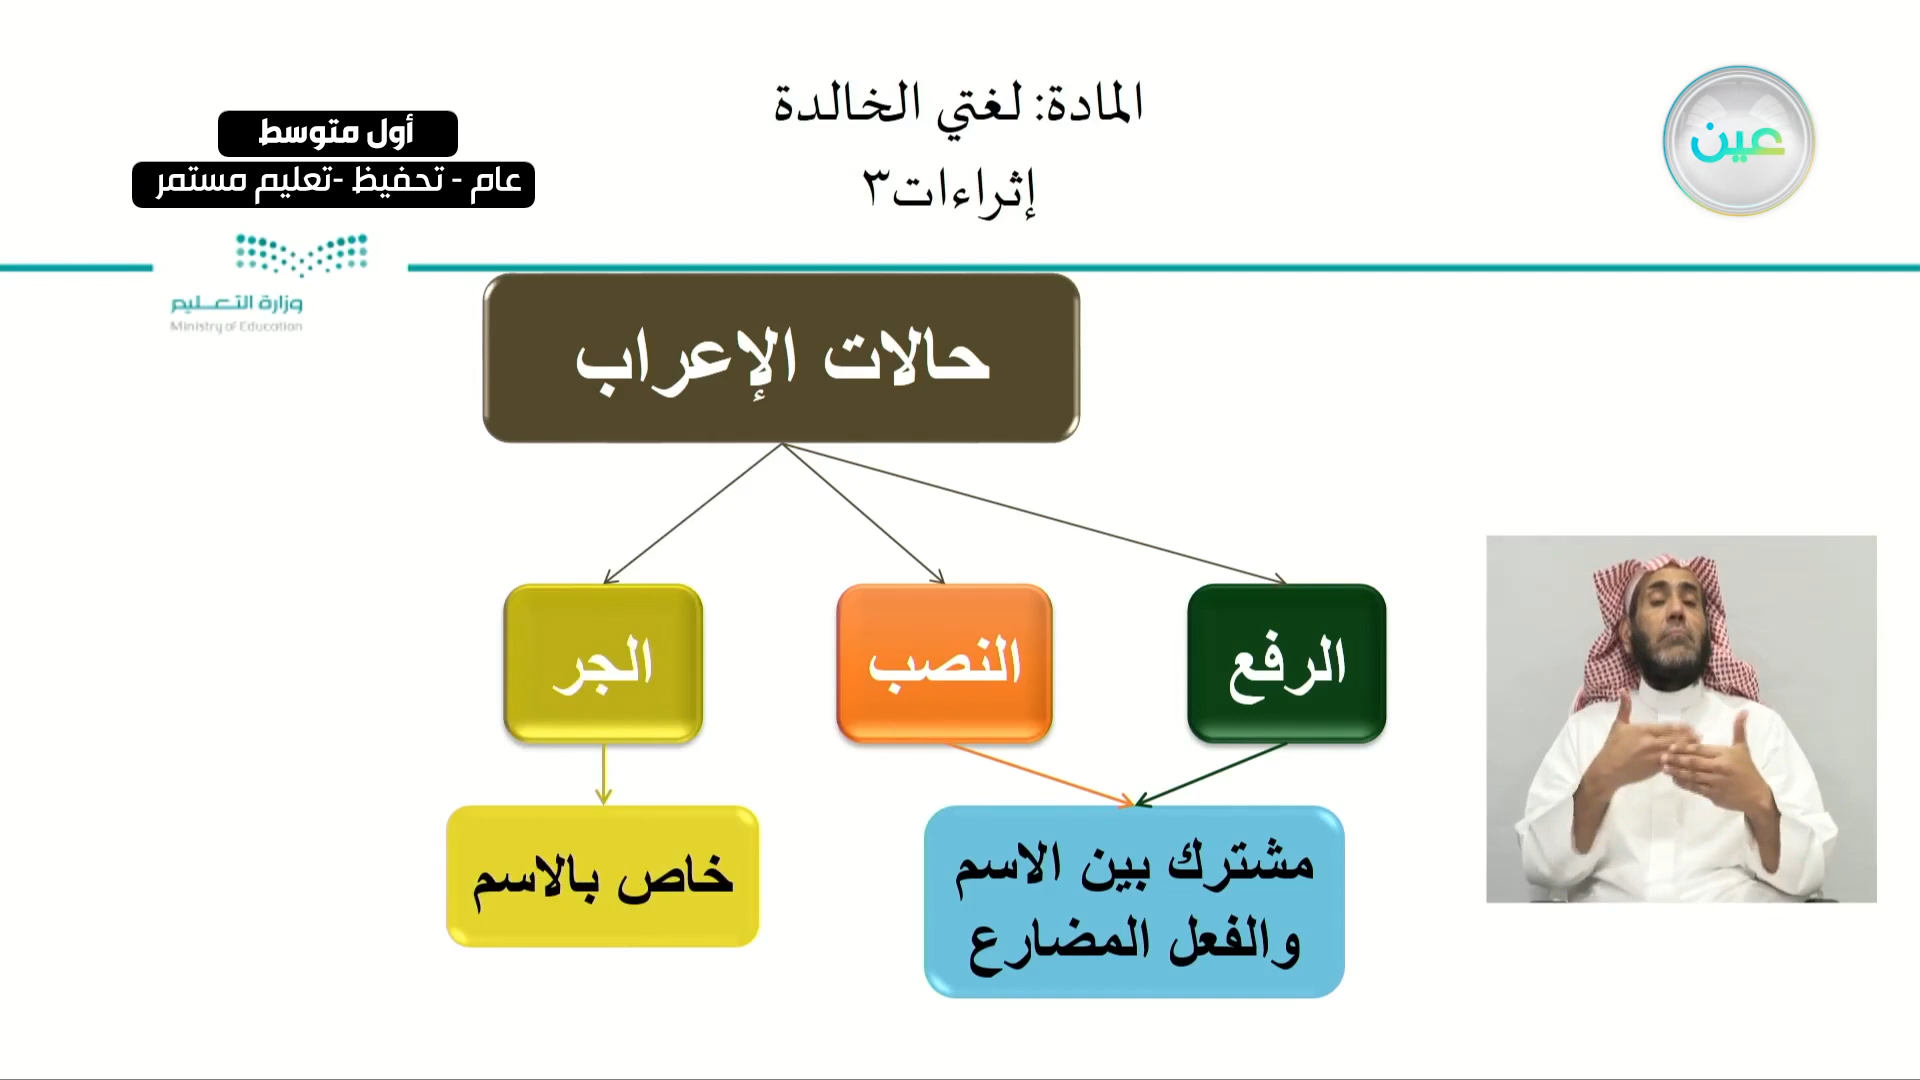 المادة: لغتي الخالدة
إثراءات٣
عين
أول متوسط
عام - تحفيظ -تعليم مستمر
وزارة التعليم
Ministry of Education
حالات الإعراب
الرفع
النصب
الجر
مشترك بين الاسم
والفعل المضارع
خاص بالاسم